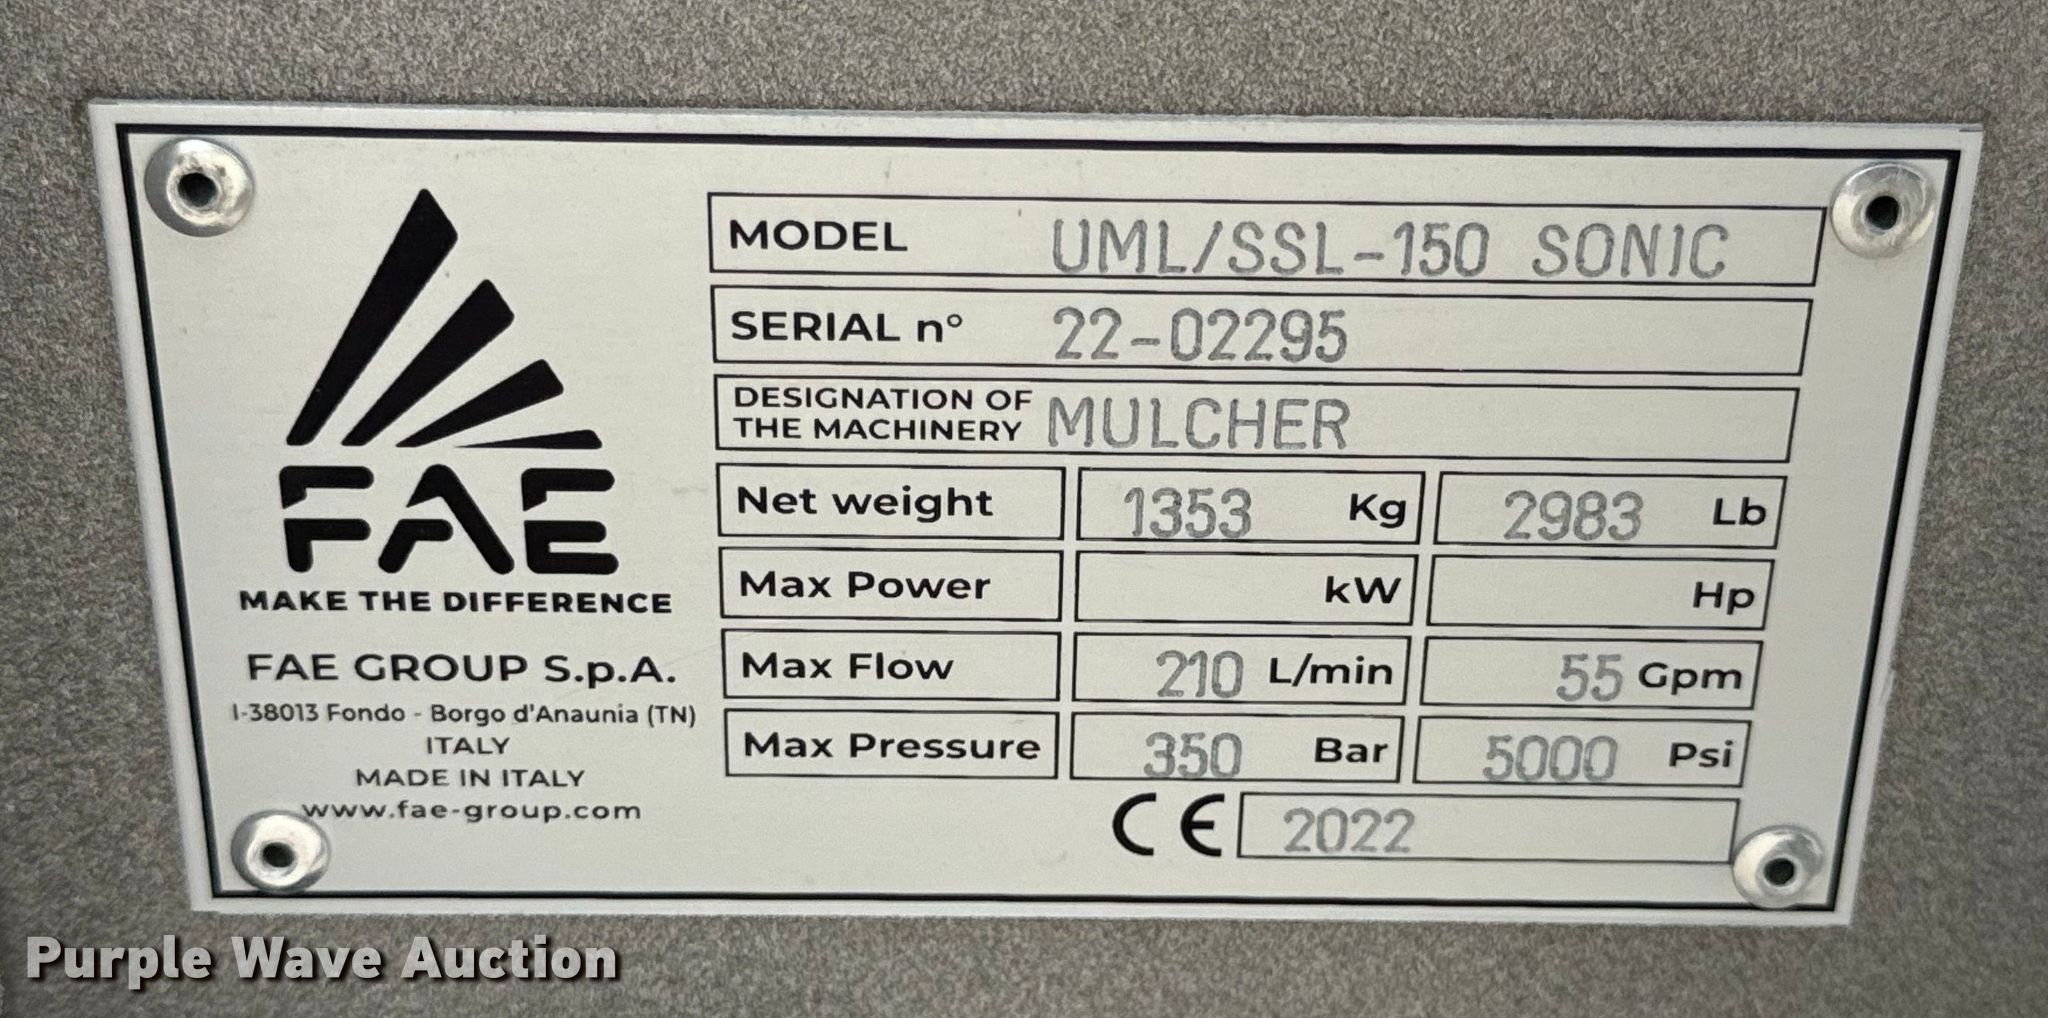 FAE
MAKE THE DIFFERENCE
FAE GROUP S.p.A.
I-38013 Fondo - Borgo d'Anaunia (TN)
ITALY
MADE IN ITALY
www.fae-group.com
MODEL UML/SSL-150 SONIC
SERIAL n° 22-02295
DESIGNATION OF
THE MACHINERY MULCHER
Net weight 1353 Kg 2983 Lb
Max Power kW Hp
Max Flow 210 L/min 55 Gpm
Max Pressure 350 Bar 5000 Psi
CE 2022
Purple Wave Auction